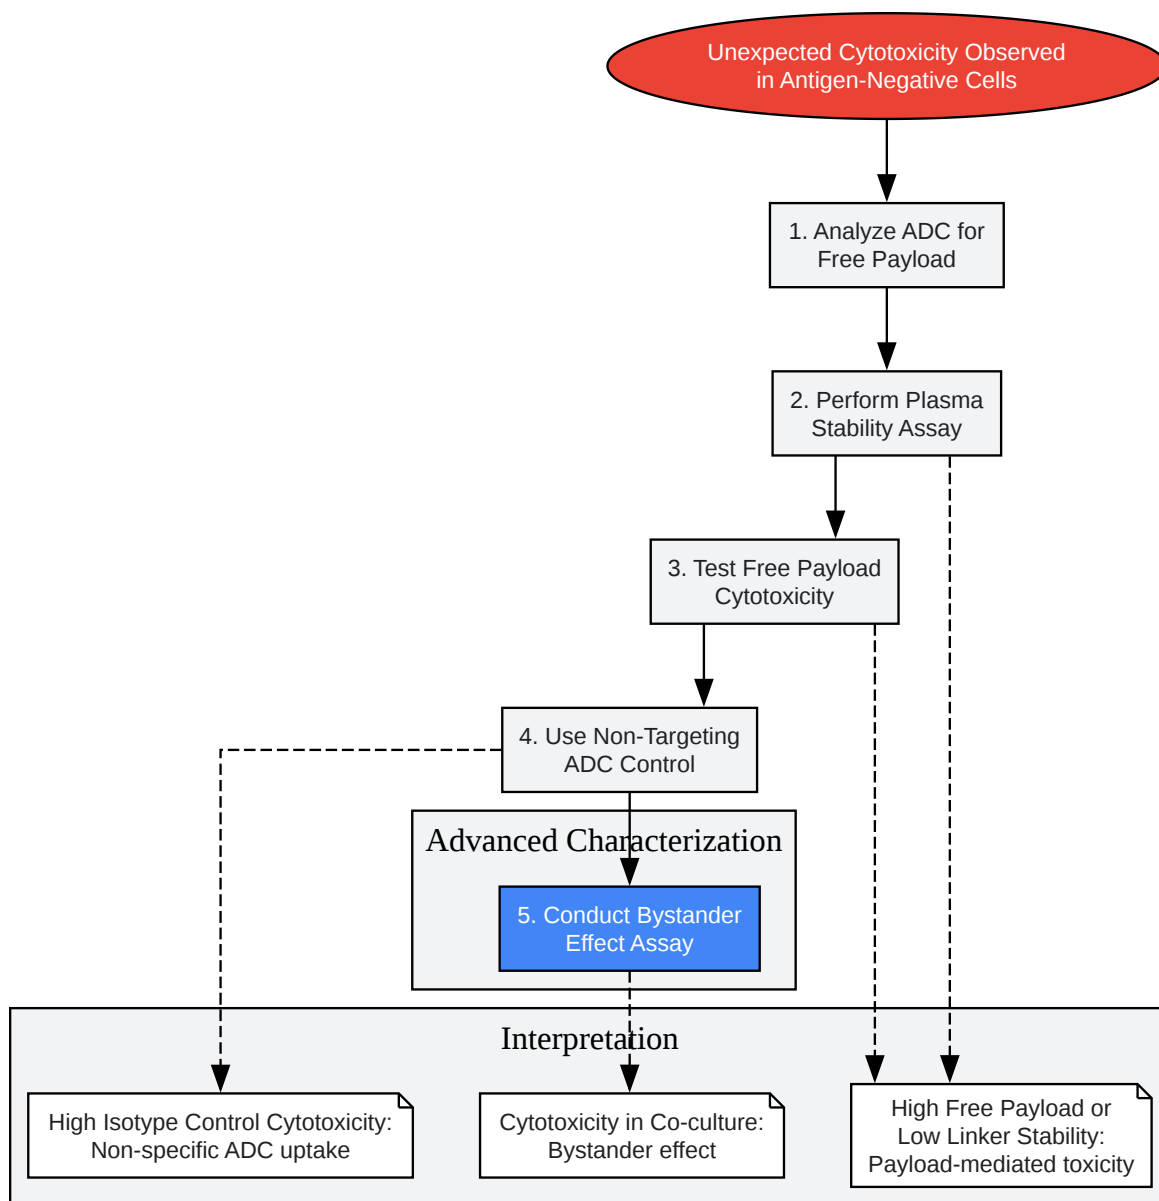 Unexpected Cytotoxicity Observed
in Antigen-Negative Cells
1. Analyze ADC for
Free Payload
2. Perform Plasma
Stability Assay
3. Test Free Payload
Cytotoxicity
4. Use Non-Targeting
ADC Control
Advanced Characterization
5. Conduct Bystander
Effect Assay
Interpretation
High Isotype Control Cytotoxicity:
Non-specific ADC uptake
Cytotoxicity in Co-culture:
Bystander effect
High Free Payload or
Low Linker Stability:
Payload-mediated toxicity